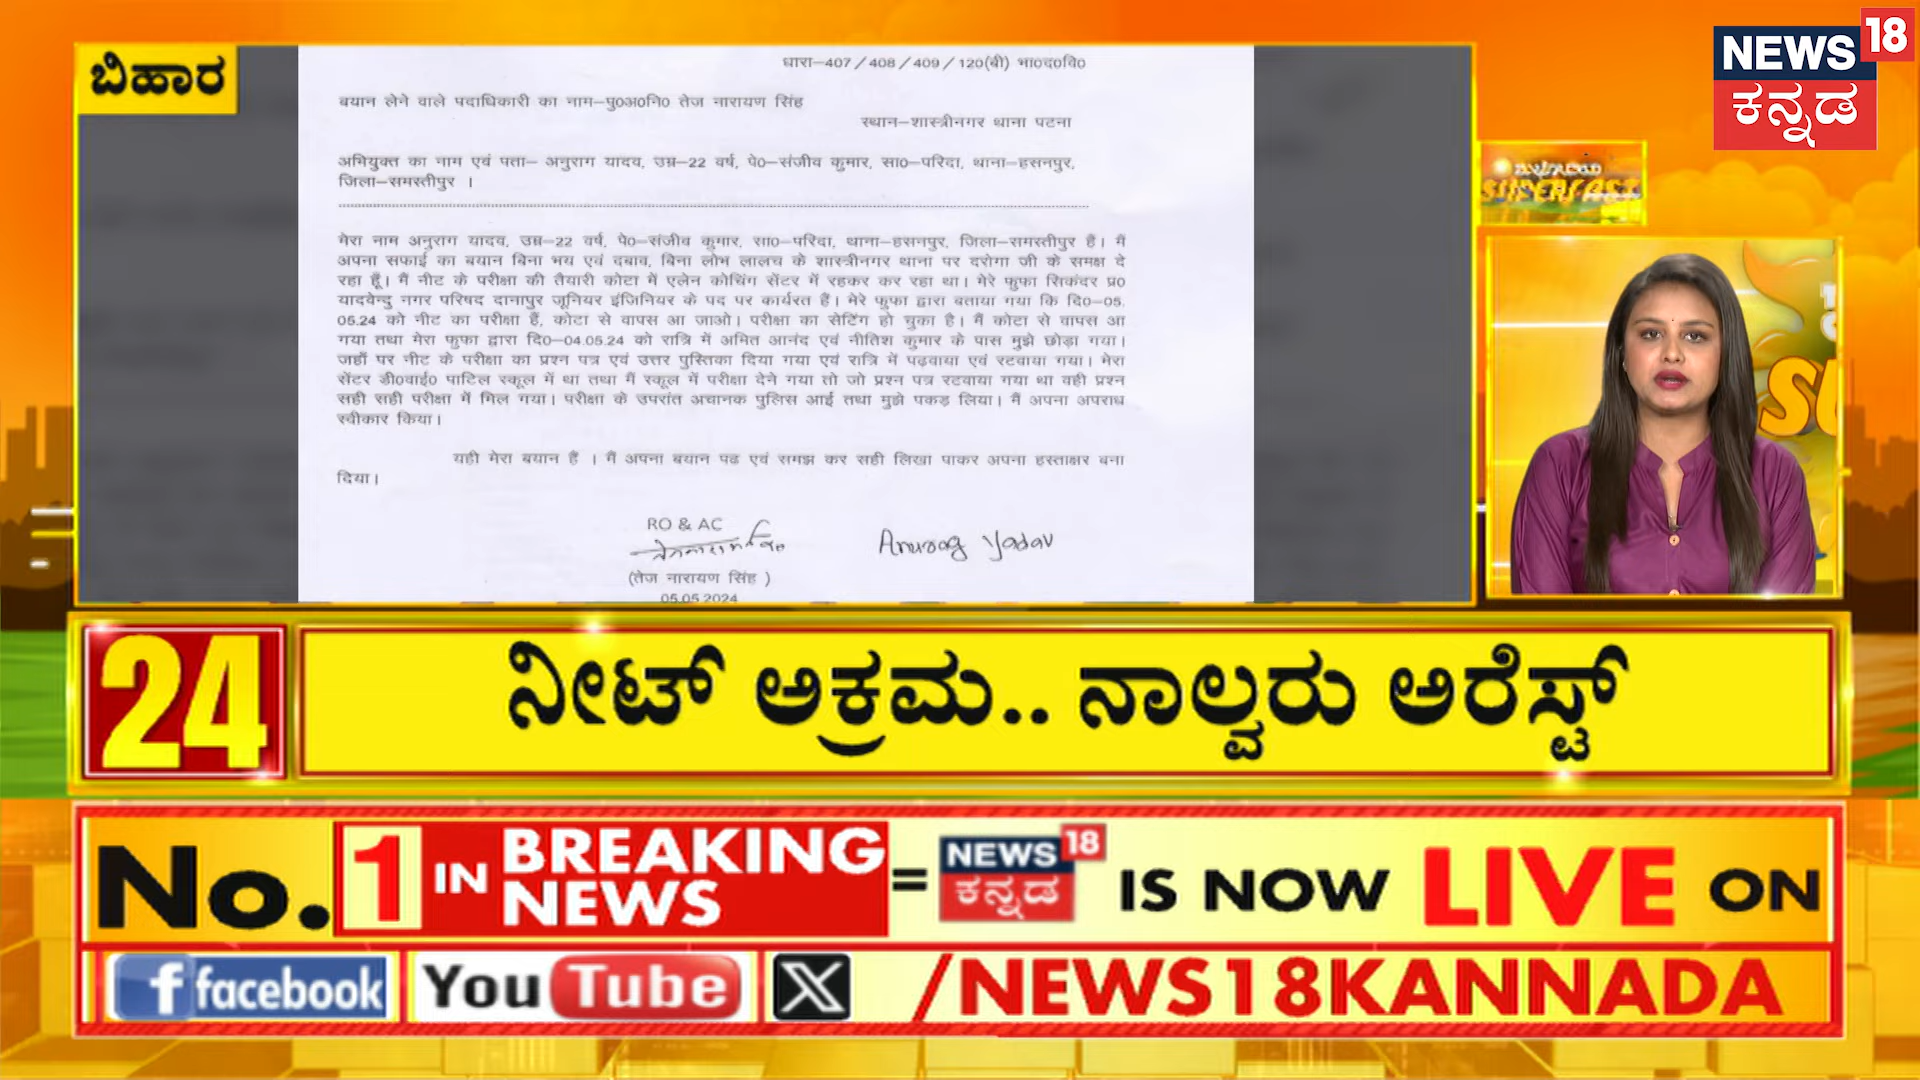 ಬಿಹಾರ
NEWS 18
ಕನ್ನಡ
धारा–407/408/409/120(बी) भा०द०वि०
बयान लेने वाले पदाधिकारी का नाम–पु०अ०नि० तेज नारायण सिंह
स्थान–शास्त्रीनगर थाना पटना
अभियुक्त का नाम एवं पता– अनुराग यादव, उम्र–22 वर्ष, पे०–संजीव कुमार, सा०–परिदा, थाना–हसनपुर,
जिला–समस्तीपुर ।
मेरा नाम अनुराग यादव, उम्र–22 वर्ष, पे०–संजीव कुमार, सा०–परिदा, थाना–हसनपुर, जिला–समस्तीपुर हैं। मैं
अपना सफाई का बयान बिना भय एवं दबाव, बिना लोभ लालच के शास्त्रीनगर थाना पर दरोगा जी के समक्ष दे
रहा हूँ। मैं नीट के परीक्षा की तैयारी कोटा में एलेन कोचिंग सेंटर में रहकर कर रहा था। मेरे फुफा सिकंदर प्र०
यादवेन्दु नगर परिषद दानापुर जूनियर इंजिनियर के पद पर कार्यरत हैं। मेरे फुफा द्वारा बताया गया कि दि०–05.
05.24 को नीट का परीक्षा हैं, कोटा से वापस आ जाओ। परीक्षा का सेटिंग हो चुका है। मैं कोटा से वापस आ
गया तथा मेरा फुफा द्वारा दि०–04.05.24 को रात्रि में अमित आनंद एवं नीतिश कुमार के पास मुझे छोड़ा गया।
जहाँ पर नीट के परीक्षा का प्रश्न पत्र एवं उत्तर पुस्तिका दिया गया एवं रात्रि में पढ़वाया एवं रटवाया गया। मेरा
सेंटर डी०वाई० पाटिल स्कूल में था तथा मैं स्कूल में परीक्षा देने गया तो जो प्रश्न पत्र रटवाया गया था वही प्रश्न
सही सही परीक्षा में मिल गया। परीक्षा के उपरांत अचानक पुलिस आई तथा मुझे पकड़ लिया। मैं अपना अपराध
स्वीकार किया।
यही मेरा बयान हैं । मैं अपना बयान पढ एवं समझ कर सही लिखा पाकर अपना हस्ताक्षर बना
दिया।
RO & AC
Anurag Yadav
(तेज नारायण सिंह )
05.05.2024
SUPERFAST
24
ನೀಟ್ ಅಕ್ರಮ.. ನಾಲ್ವರು ಅರೆಸ್ಟ್
No. 1 IN BREAKING NEWS = NEWS 18 ಕನ್ನಡ IS NOW LIVE ON
facebook YouTube X /NEWS18KANNADA